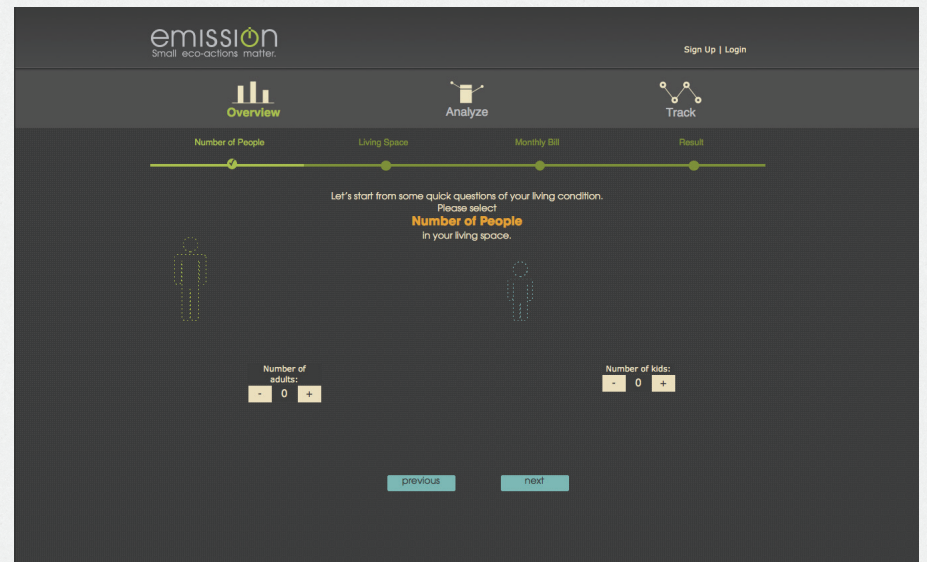 emission
Small eco-actions matter.
Sign Up | Login
Overview
Analyze
Track
Number of People
Living Space
Monthly Bill
Result
Let's start from some quick questions of your living condition.
Please select
Number of People
in your living space.
Number of
adults:
- 0 +
Number of kids:
- 0 +
previous
next